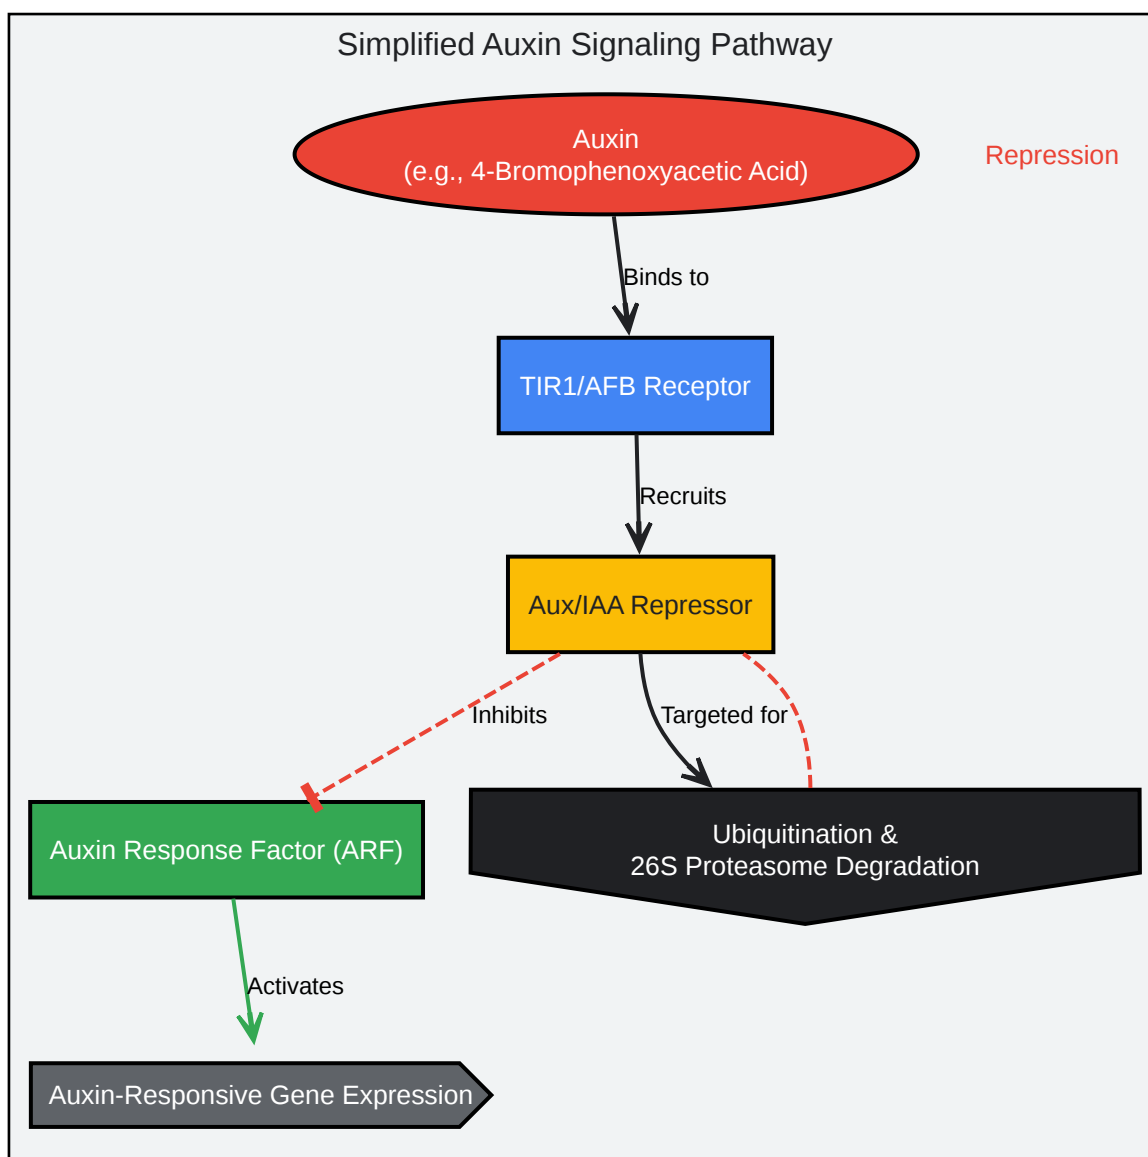 Simplified Auxin Signaling Pathway
Auxin
(e.g., 4-Bromophenoxyacetic Acid)
Repression
Binds to
TIR1/AFB Receptor
Recruits
Aux/IAA Repressor
Inhibits
Targeted for
Auxin Response Factor (ARF)
Ubiquitination &
26S Proteasome Degradation
Activates
Auxin-Responsive Gene Expression